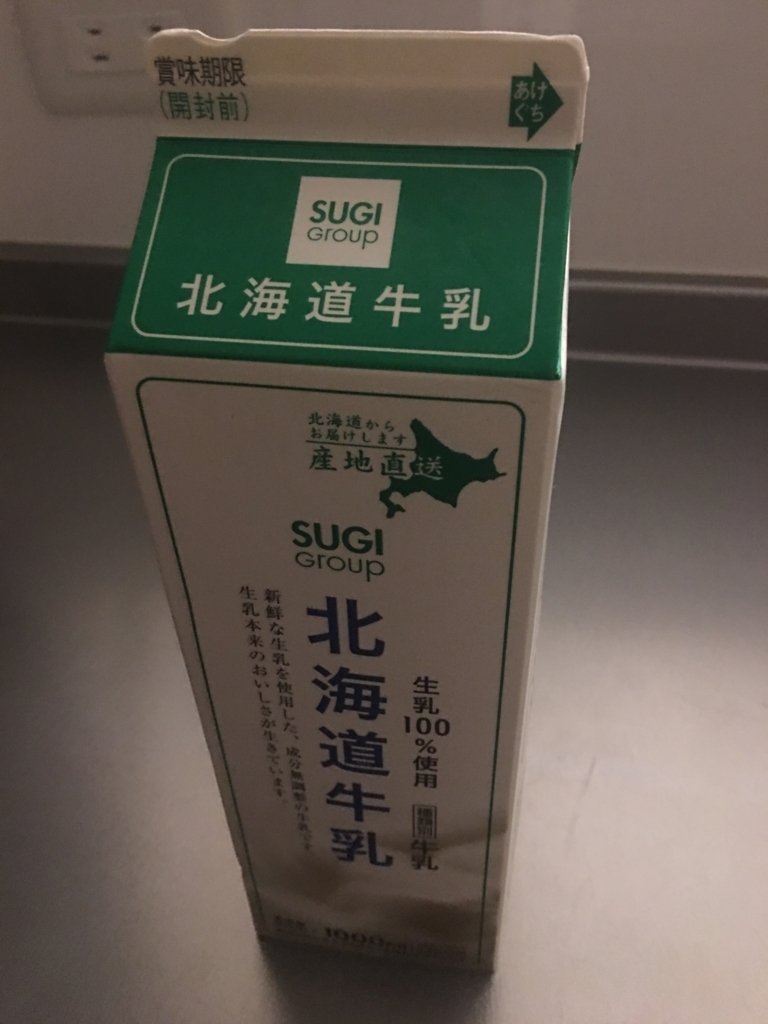 賞味期限
(開封前)
あけ
ぐち
SUGI
Group
北海道牛乳
北海道から
お届けします
産地直送
SUGI
Group
生乳100%使用
種類別 牛乳
北海道牛乳
新鮮な生乳を使用した、成分無調整の牛乳です。
生乳本来のおいしさが生きています。
1000ml